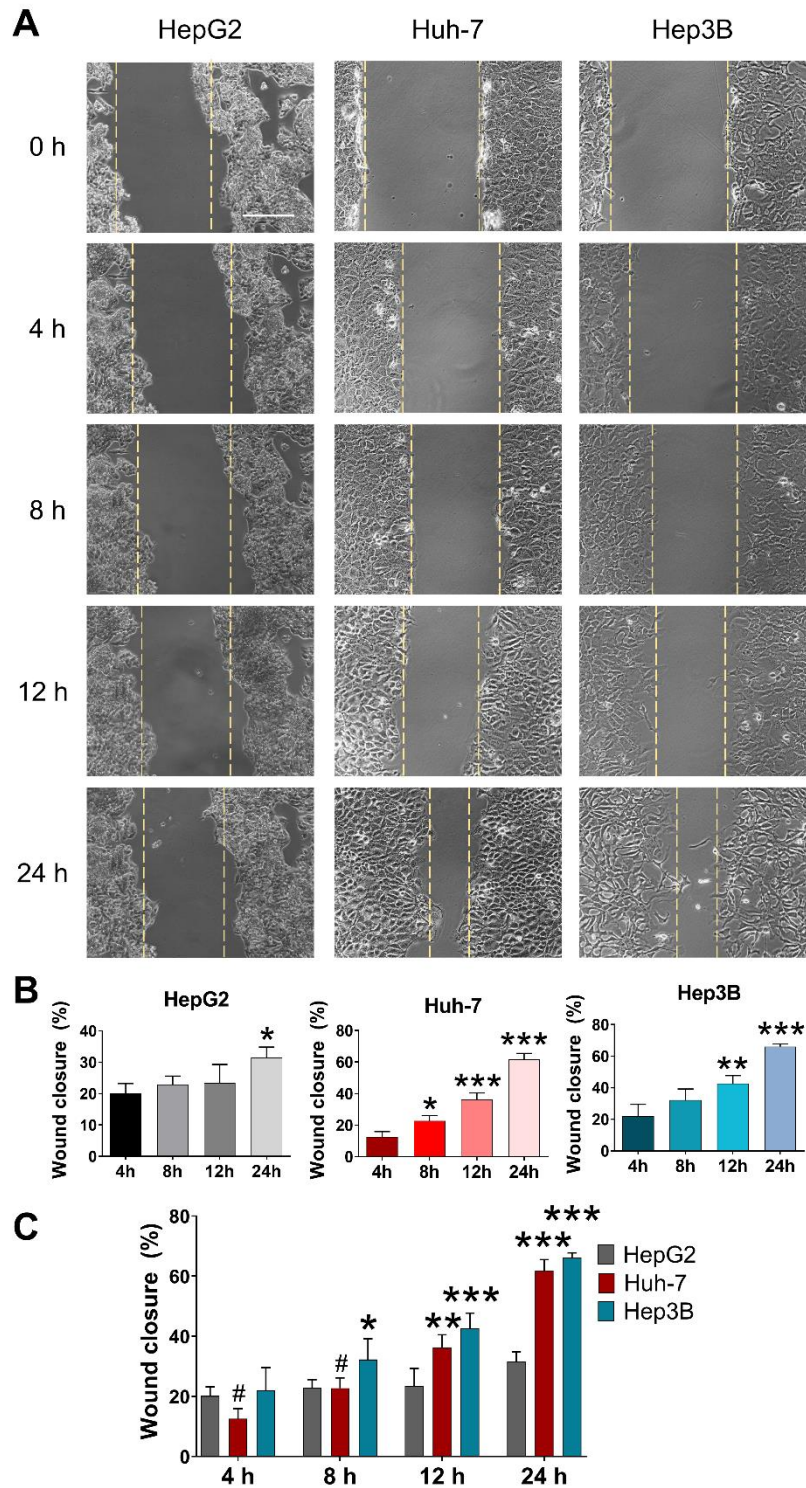 A
HepG2 Huh-7 Hep3B
0 h
4 h
8 h
12 h
24 h
B
HepG2
Wound closure (%)
40
30
20
10
0
*
4h 8h 12h 24h
Huh-7
Wound closure (%)
80
60
40
20
0
* *** ***
4h 8h 12h 24h
Hep3B
Wound closure (%)
80
60
40
20
0
** ***
4h 8h 12h 24h
C
Wound closure (%)
80
60
40
20
0
#
# *
** ***
*** ***
4 h 8 h 12 h 24 h
HepG2
Huh-7
Hep3B